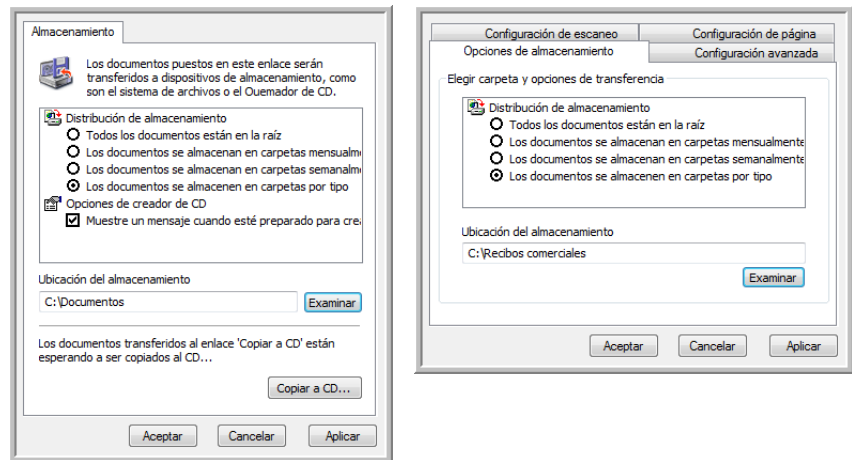 Almacenamiento
Los documentos puestos en este enlace serán
transferidos a dispositivos de almacenamiento, como
son el sistema de archivos o el Ouemador de CD.
Distribución de almacenamiento
Todos los documentos están en la raíz
Los documentos se almacenan en carpetas mensualm
Los documentos se almacenan en carpetas semanalm
Los documentos se almacenen en carpetas por tipo
Opciones de creador de CD
Muestre un mensaje cuando esté preparado para crea
Ubicación del almacenamiento
C:\Documentos
Examinar
Los documentos transferidos al enlace 'Copiar a CD' están
esperando a ser copiados al CD...
Copiar a CD...
Aceptar
Cancelar
Aplicar
Configuración de escaneo
Configuración de página
Opciones de almacenamiento
Configuración avanzada
Elegir carpeta y opciones de transferencia
Distribución de almacenamiento
Todos los documentos están en la raíz
Los documentos se almacenan en carpetas mensualmente
Los documentos se almacenan en carpetas semanalmente
Los documentos se almacenen en carpetas por tipo
Ubicación del almacenamiento
C:\Recibos comerciales
Examinar
Aceptar
Cancelar
Aplicar